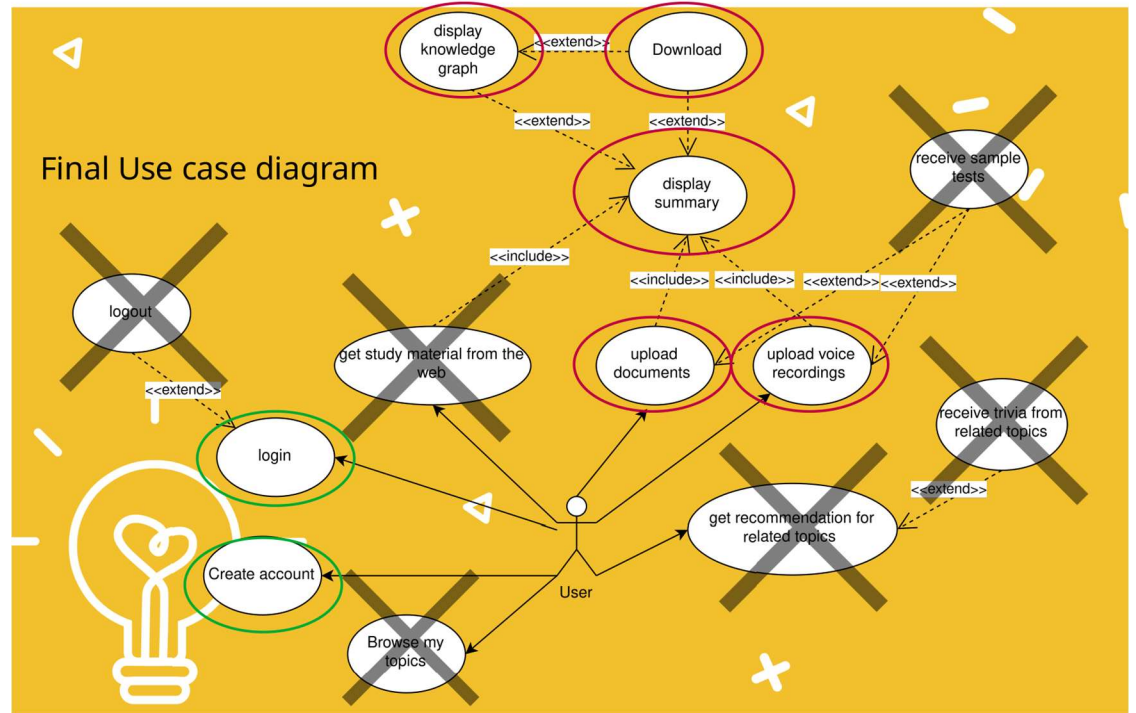 display
knowledge
graph
<<extend>>
Download
<<extend>>
<<extend>>
Final Use case diagram
display
summary
receive sample
tests
<<include>>
<<include>>
<<include>>
<<extend>>
<<extend>>
logout
get study material from the
web
upload
documents
upload voice
recordings
<<extend>>
receive trivia from
related topics
login
<<extend>>
get recommendation for
related topics
Create account
User
Browse my
topics